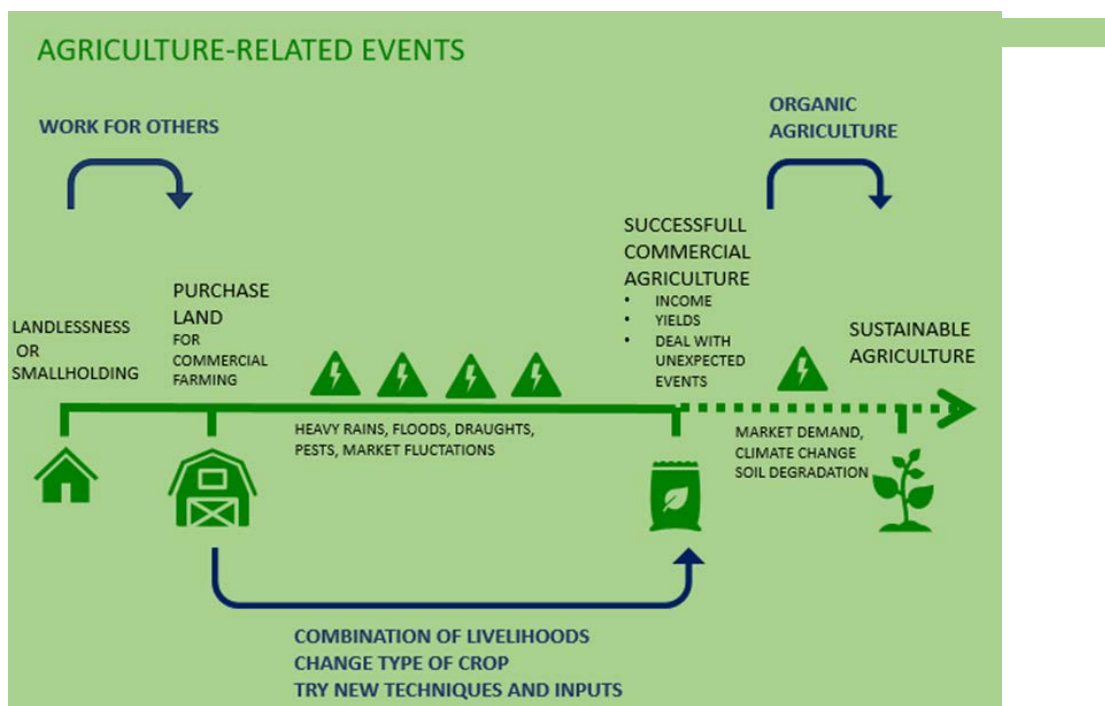 AGRICULTURE-RELATED EVENTS
WORK FOR OTHERS
ORGANIC
AGRICULTURE
LANDLESSNESS
OR
SMALLHOLDING
PURCHASE
LAND
FOR
COMMERCIAL
FARMING
HEAVY RAINS, FLOODS, DRAUGHTS,
PESTS, MARKET FLUCTATIONS
SUCCESSFULL
COMMERCIAL
AGRICULTURE
• INCOME
• YIELDS
• DEAL WITH
UNEXPECTED
EVENTS
MARKET DEMAND,
CLIMATE CHANGE
SOIL DEGRADATION
SUSTAINABLE
AGRICULTURE
COMBINATION OF LIVELIHOODS
CHANGE TYPE OF CROP
TRY NEW TECHNIQUES AND INPUTS